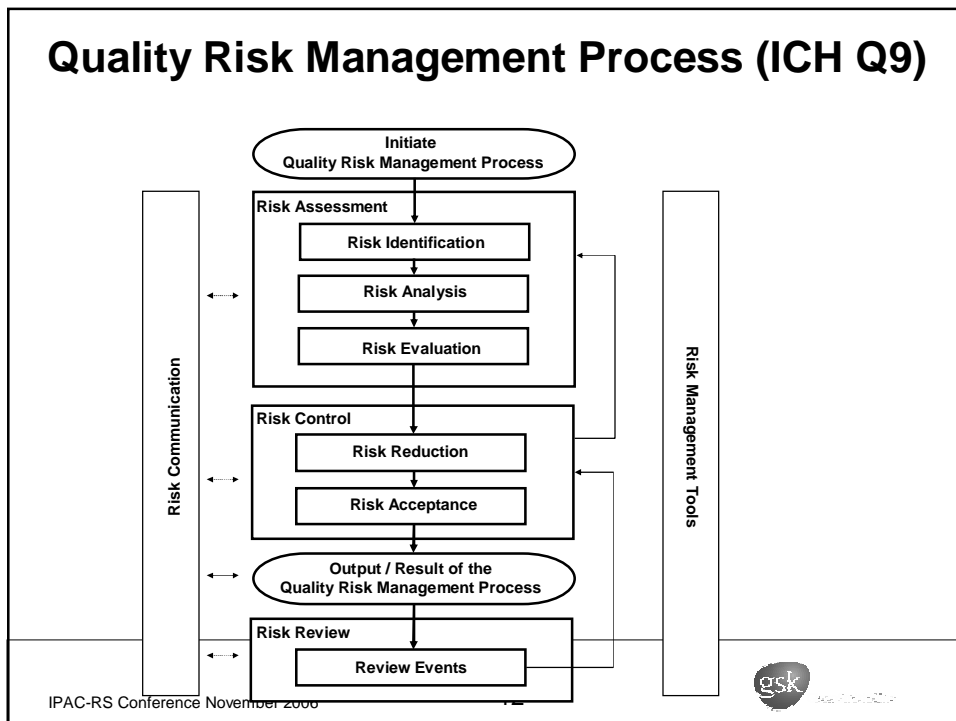 Quality Risk Management Process (ICH Q9)
Initiate
Quality Risk Management Process
Risk Assessment
Risk Identification
Risk Analysis
Risk Evaluation
Risk Control
Risk Reduction
Risk Acceptance
Output / Result of the
Quality Risk Management Process
Risk Review
Review Events
Risk Communication
Risk Management Tools
IPAC-RS Conference November 2006
gsk